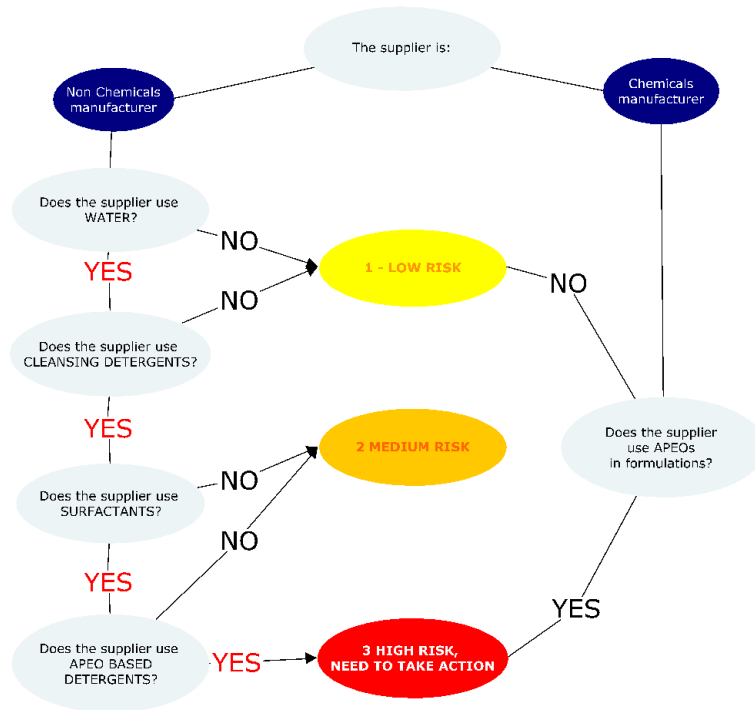 The supplier is:
Non Chemicals
manufacturer
Chemicals
manufacturer
Does the supplier use
WATER?
NO
YES
1 - LOW RISK
NO
NO
Does the supplier use
CLEANSING DETERGENTS?
YES
2 MEDIUM RISK
Does the supplier
use APEOs
in formulations?
NO
Does the supplier use
SURFACTANTS?
NO
YES
YES
Does the supplier use
APEO BASED
DETERGENTS?
YES
3 HIGH RISK,
NEED TO TAKE ACTION